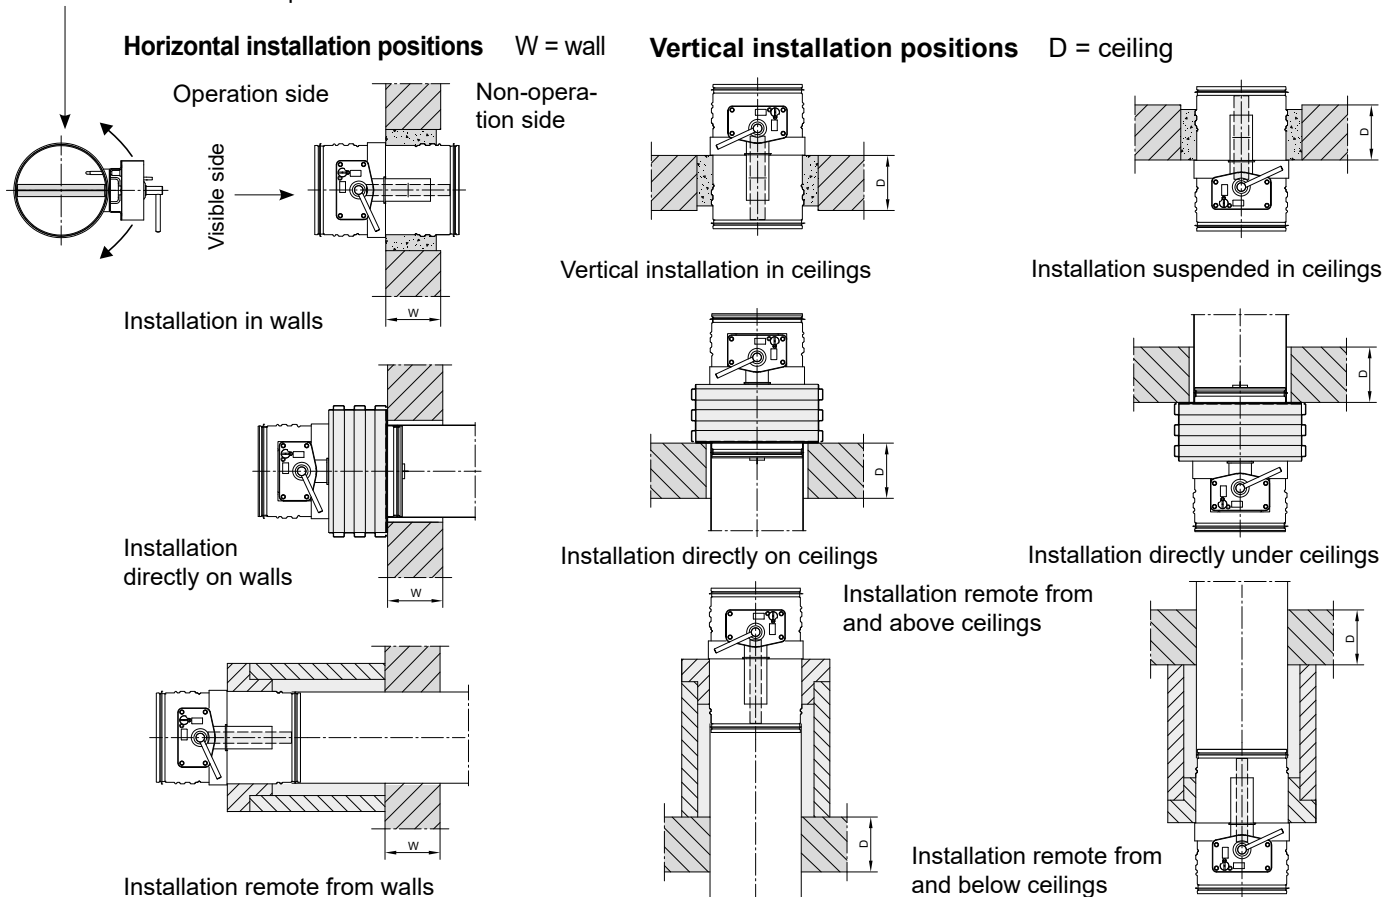 Horizontal installation positions W = wall
Vertical installation positions D = ceiling
Operation side
Non-opera-
tion side
Visible side
W
Installation in walls
D
Vertical installation in ceilings
D
Installation suspended in ceilings
W
Installation
directly on walls
D
Installation directly on ceilings
D
Installation directly under ceilings
W
Installation remote from walls
Installation remote from
and above ceilings
D
D
Installation remote from
and below ceilings